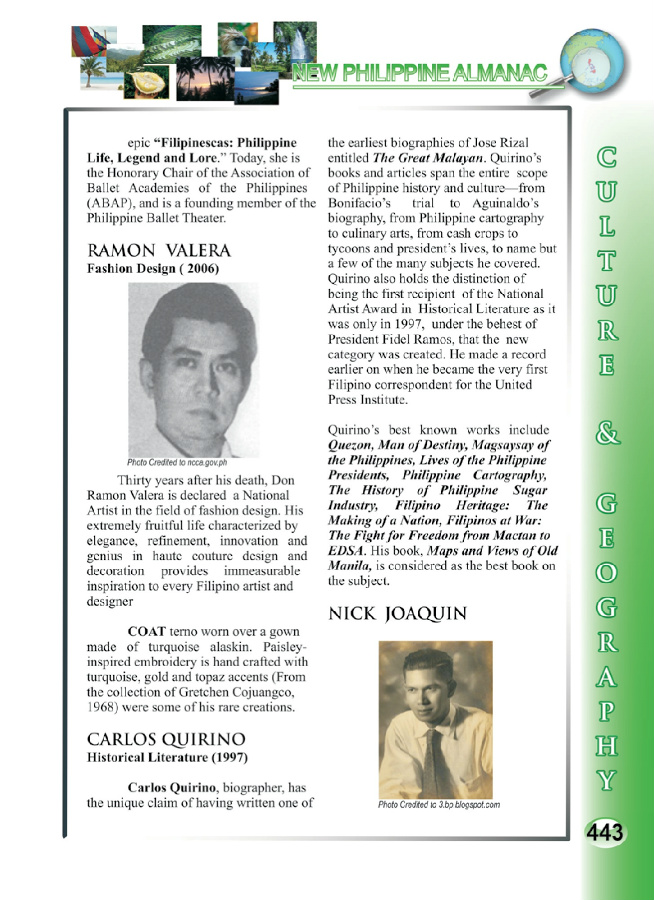 NEW PHILIPPINE ALMANAC
epic “Filipinescas: Philippine
Life, Legend and Lore.” Today, she is
the Honorary Chair of the Association of
Ballet Academies of the Philippines
(ABAP), and is a founding member of the
Philippine Ballet Theater.
RAMON VALERA
Fashion Design ( 2006)
Photo Credited to ncca.gov.ph
Thirty years after his death, Don
Ramon Valera is declared a National
Artist in the field of fashion design. His
extremely fruitful life characterized by
elegance, refinement, innovation and
genius in haute couture design and
decoration provides immeasurable
inspiration to every Filipino artist and
designer
COAT terno worn over a gown
made of turquoise alaskin. Paisley-
inspired embroidery is hand crafted with
turquoise, gold and topaz accents (From
the collection of Gretchen Cojuangco,
1968) were some of his rare creations.
CARLOS QUIRINO
Historical Literature (1997)
Carlos Quirino, biographer, has
the unique claim of having written one of
the earliest biographies of Jose Rizal
entitled The Great Malayan. Quirino’s
books and articles span the entire scope
of Philippine history and culture—from
Bonifacio’s trial to Aguinaldo’s
biography, from Philippine cartography
to culinary arts, from cash crops to
tycoons and president’s lives, to name but
a few of the many subjects he covered.
Quirino also holds the distinction of
being the first recipient of the National
Artist Award in Historical Literature as it
was only in 1997, under the behest of
President Fidel Ramos, that the new
category was created. He made a record
earlier on when he became the very first
Filipino correspondent for the United
Press Institute.
Quirino’s best known works include
Quezon, Man of Destiny, Magsaysay of
the Philippines, Lives of the Philippine
Presidents, Philippine Cartography,
The History of Philippine Sugar
Industry, Filipino Heritage: The
Making of a Nation, Filipinos at War:
The Fight for Freedom from Mactan to
EDSA. His book, Maps and Views of Old
Manila, is considered as the best book on
the subject.
NICK JOAQUIN
Photo Credited to 3.bp.blogspot.com
CULTURE & GEOGRAPHY
443